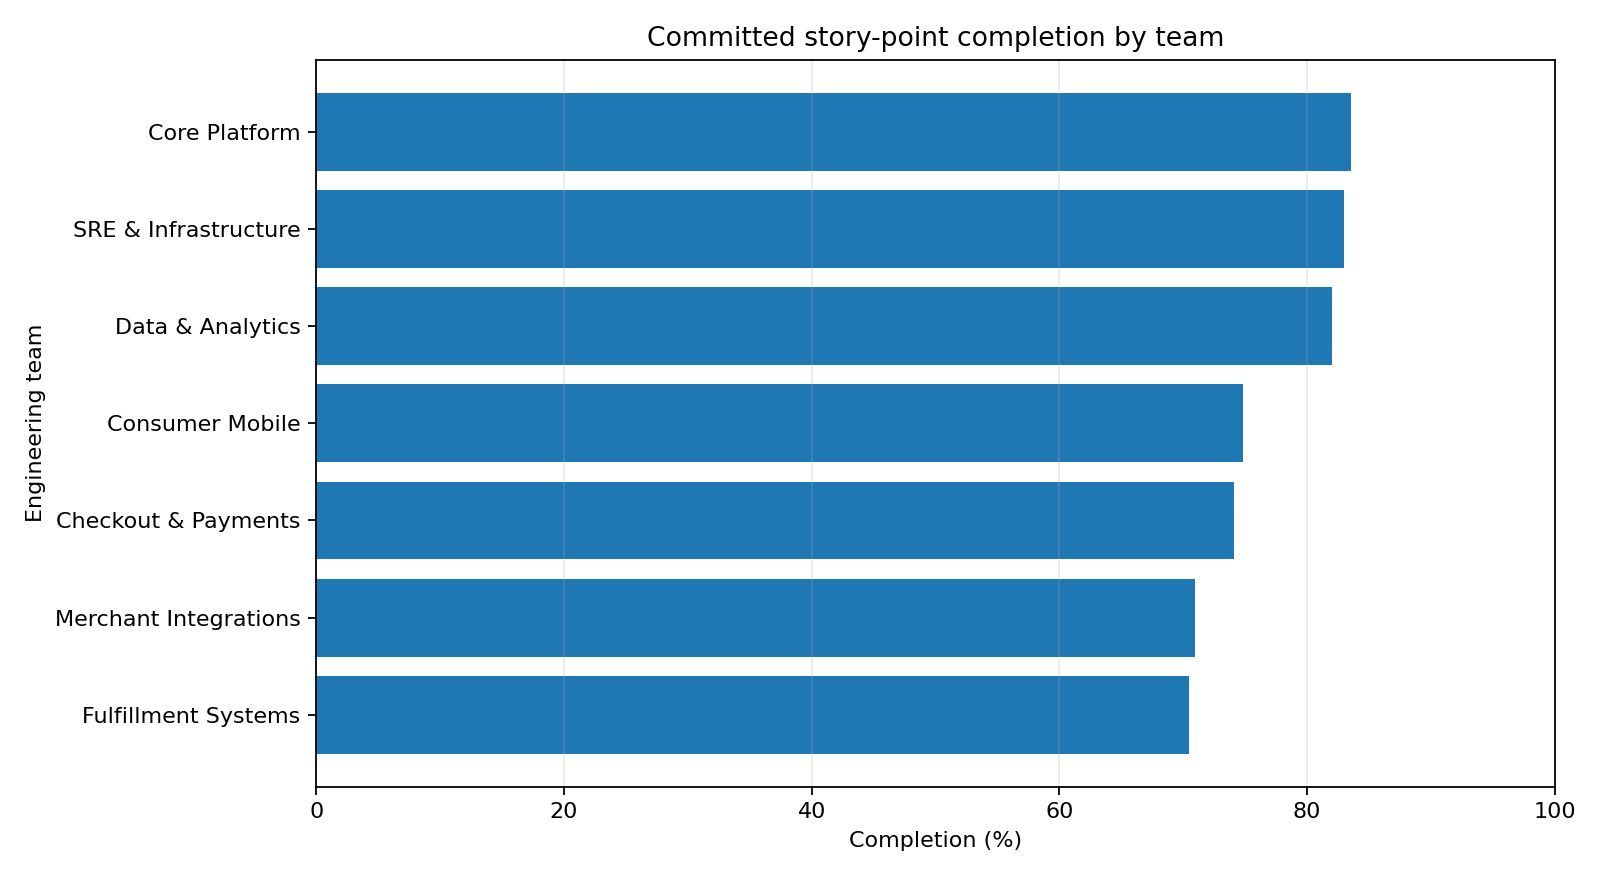 Committed story-point completion by team
Engineering team
Core Platform
SRE & Infrastructure
Data & Analytics
Consumer Mobile
Checkout & Payments
Merchant Integrations
Fulfillment Systems
0 20 40 60 80 100
Completion (%)